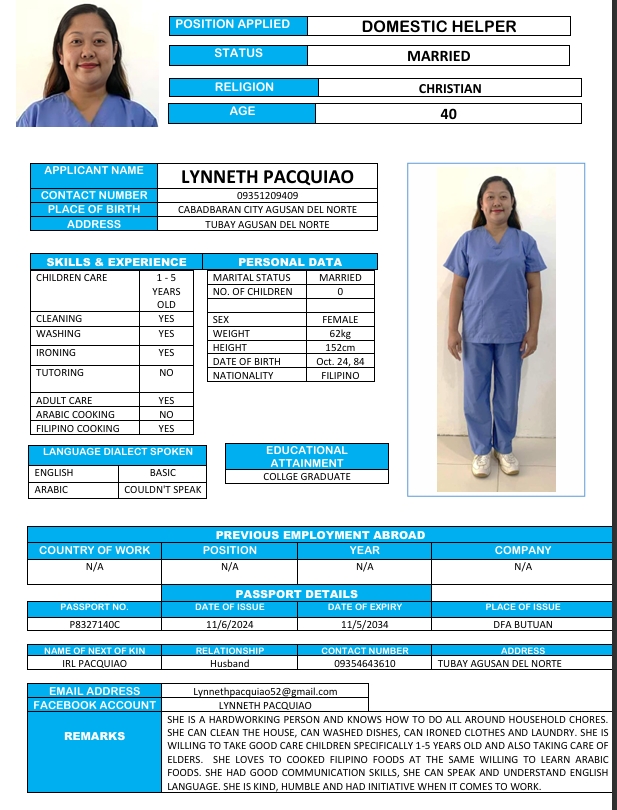 POSITION APPLIED DOMESTIC HELPER
STATUS MARRIED
RELIGION CHRISTIAN
AGE 40
APPLICANT NAME LYNNETH PACQUIAO
CONTACT NUMBER 09351209409
PLACE OF BIRTH CABADBARAN CITY AGUSAN DEL NORTE
ADDRESS TUBAY AGUSAN DEL NORTE
SKILLS & EXPERIENCE
CHILDREN CARE 1 - 5
YEARS
OLD
CLEANING YES
WASHING YES
IRONING YES
TUTORING NO
ADULT CARE YES
ARABIC COOKING NO
FILIPINO COOKING YES
PERSONAL DATA
MARITAL STATUS MARRIED
NO. OF CHILDREN 0
SEX FEMALE
WEIGHT 62kg
HEIGHT 152cm
DATE OF BIRTH Oct. 24, 84
NATIONALITY FILIPINO
LANGUAGE DIALECT SPOKEN
ENGLISH BASIC
ARABIC COULDN'T SPEAK
EDUCATIONAL
ATTAINMENT
COLLGE GRADUATE
PREVIOUS EMPLOYMENT ABROAD
COUNTRY OF WORK POSITION YEAR COMPANY
N/A N/A N/A N/A
PASSPORT DETAILS
PASSPORT NO. DATE OF ISSUE DATE OF EXPIRY PLACE OF ISSUE
P8327140C 11/6/2024 11/5/2034 DFA BUTUAN
NAME OF NEXT OF KIN RELATIONSHIP CONTACT NUMBER ADDRESS
IRL PACQUIAO Husband 09354643610 TUBAY AGUSAN DEL NORTE
EMAIL ADDRESS Lynnethpacquiao52@gmail.com
FACEBOOK ACCOUNT LYNNETH PACQUIAO
REMARKS
SHE IS A HARDWORKING PERSON AND KNOWS HOW TO DO ALL AROUND HOUSEHOLD CHORES.
SHE CAN CLEAN THE HOUSE, CAN WASHED DISHES, CAN IRONED CLOTHES AND LAUNDRY. SHE IS
WILLING TO TAKE GOOD CARE CHILDREN SPECIFICALLY 1-5 YEARS OLD AND ALSO TAKING CARE OF
ELDERS. SHE LOVES TO COOKED FILIPINO FOODS AT THE SAME WILLING TO LEARN ARABIC
FOODS. SHE HAD GOOD COMMUNICATION SKILLS, SHE CAN SPEAK AND UNDERSTAND ENGLISH
LANGUAGE. SHE IS KIND, HUMBLE AND HAD INITIATIVE WHEN IT COMES TO WORK.